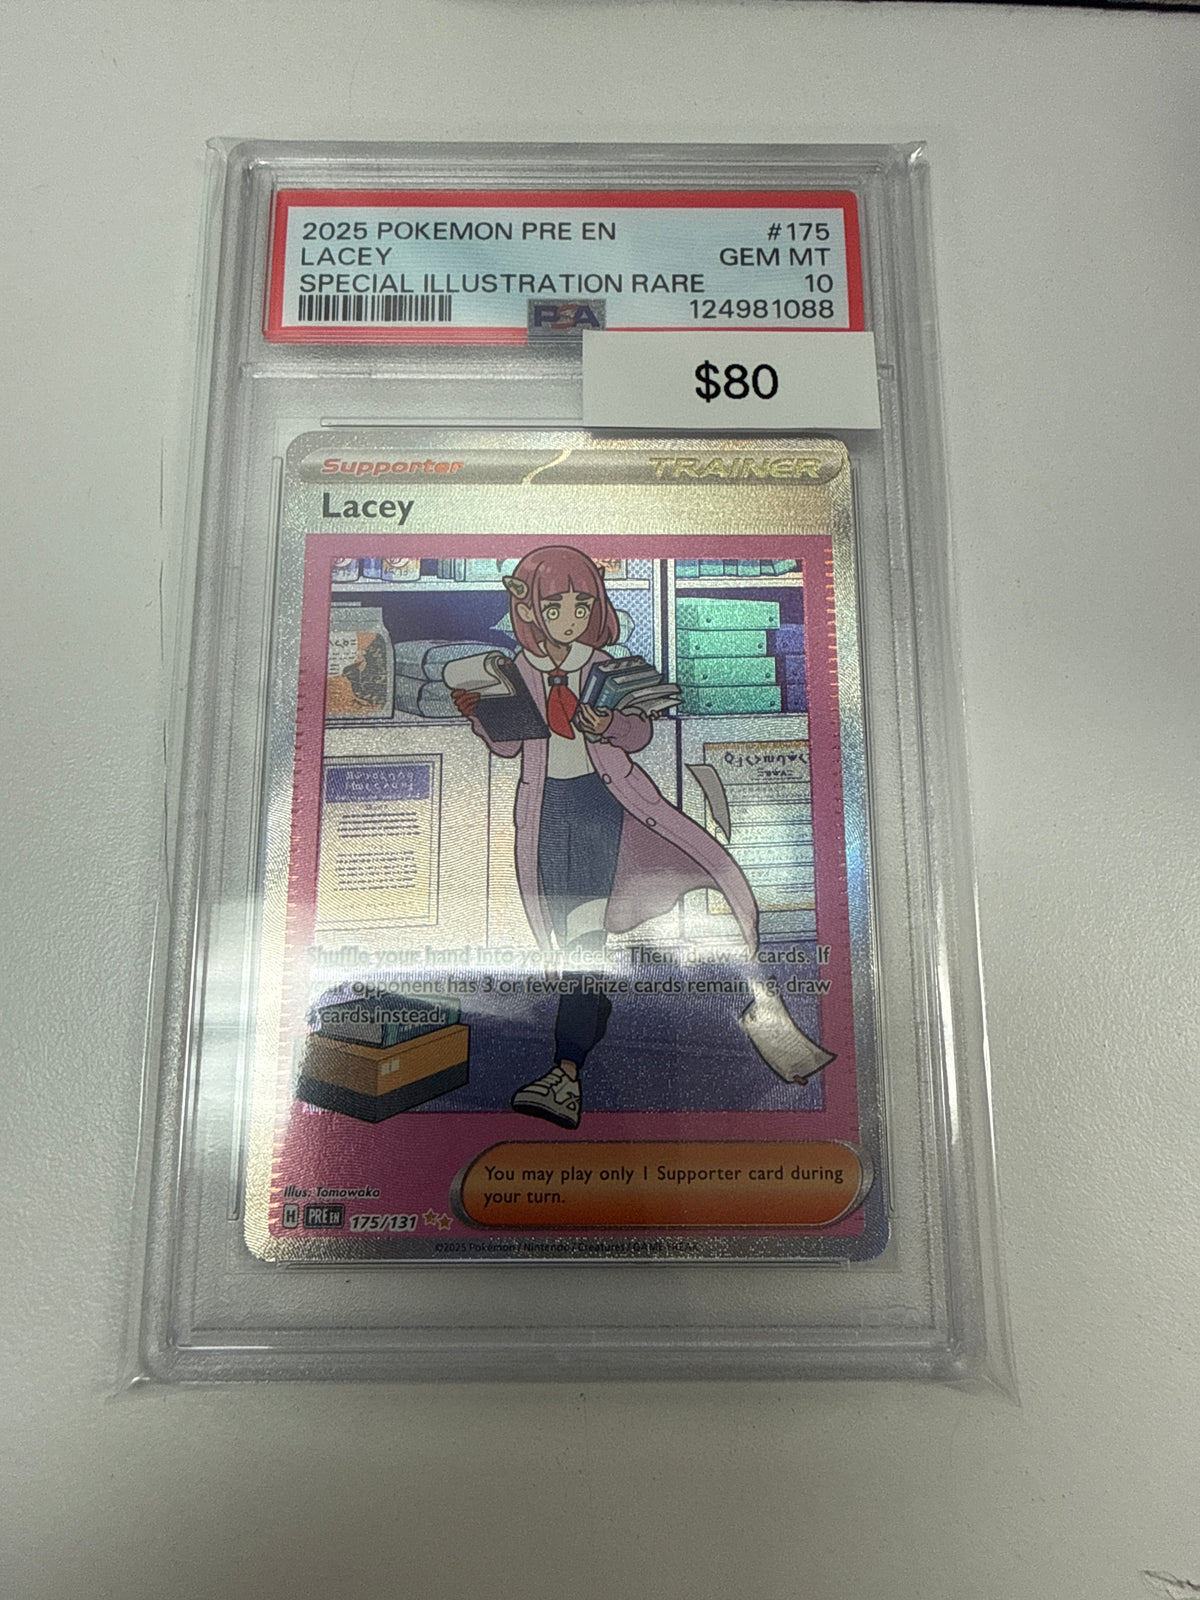 2025 POKEMON PRE EN #175
LACEY GEM MT
SPECIAL ILLUSTRATION RARE 10
PSA 124981088
$80
Supporter TRAINER
Lacey
Shuffle your hand into your deck. Then, draw 4 cards. If
your opponent has 3 or fewer Prize cards remaining, draw
cards instead.
You may play only 1 Supporter card during
your turn.
Illus. Tomowaka
H PRE EN 175/131
©2025 Pokémon / Nintendo / Creatures / GAME FREAK